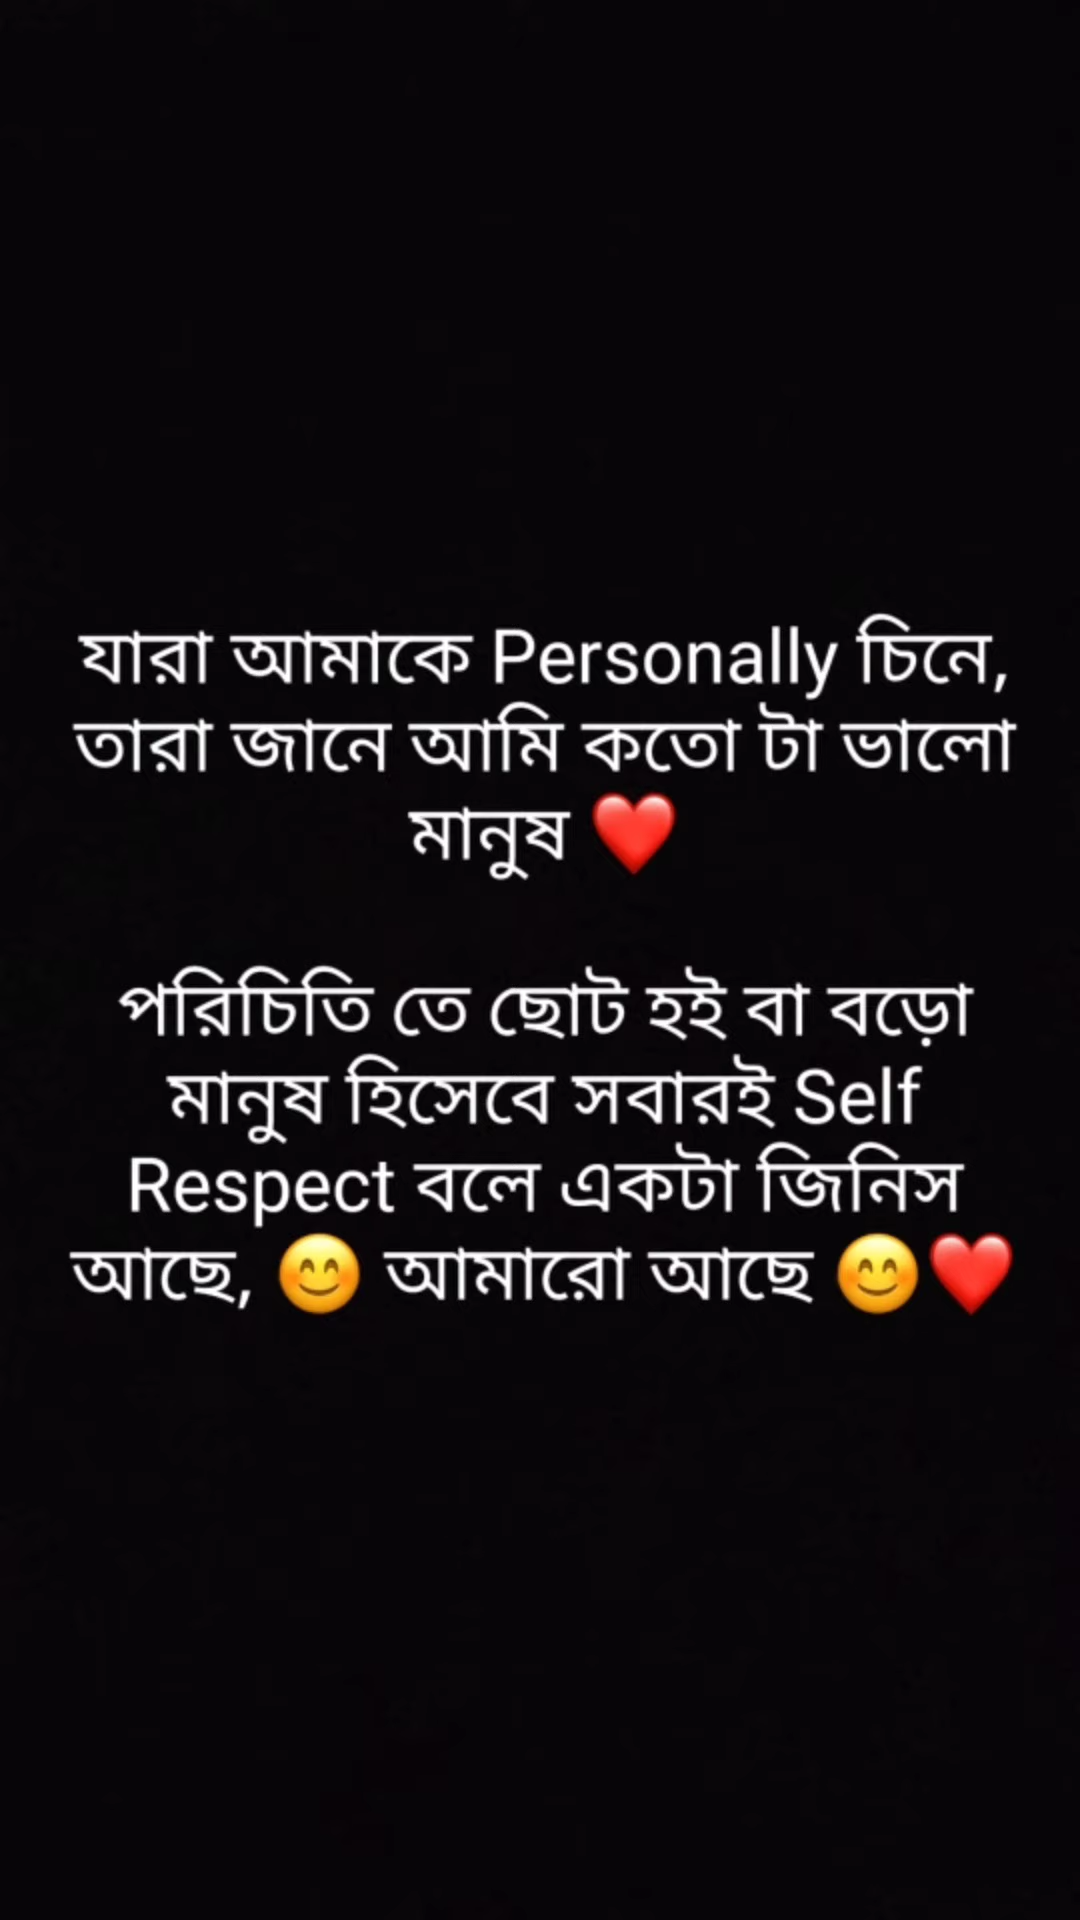 যারা আমাকে Personally চিনে,
তারা জানে আমি কতো টা ভালো
মানুষ ❤️
পরিচিতি তে ছোট হই বা বড়ো
মানুষ হিসেবে সবারই Self
Respect বলে একটা জিনিস
আছে, 😊 আমারো আছে 😊❤️